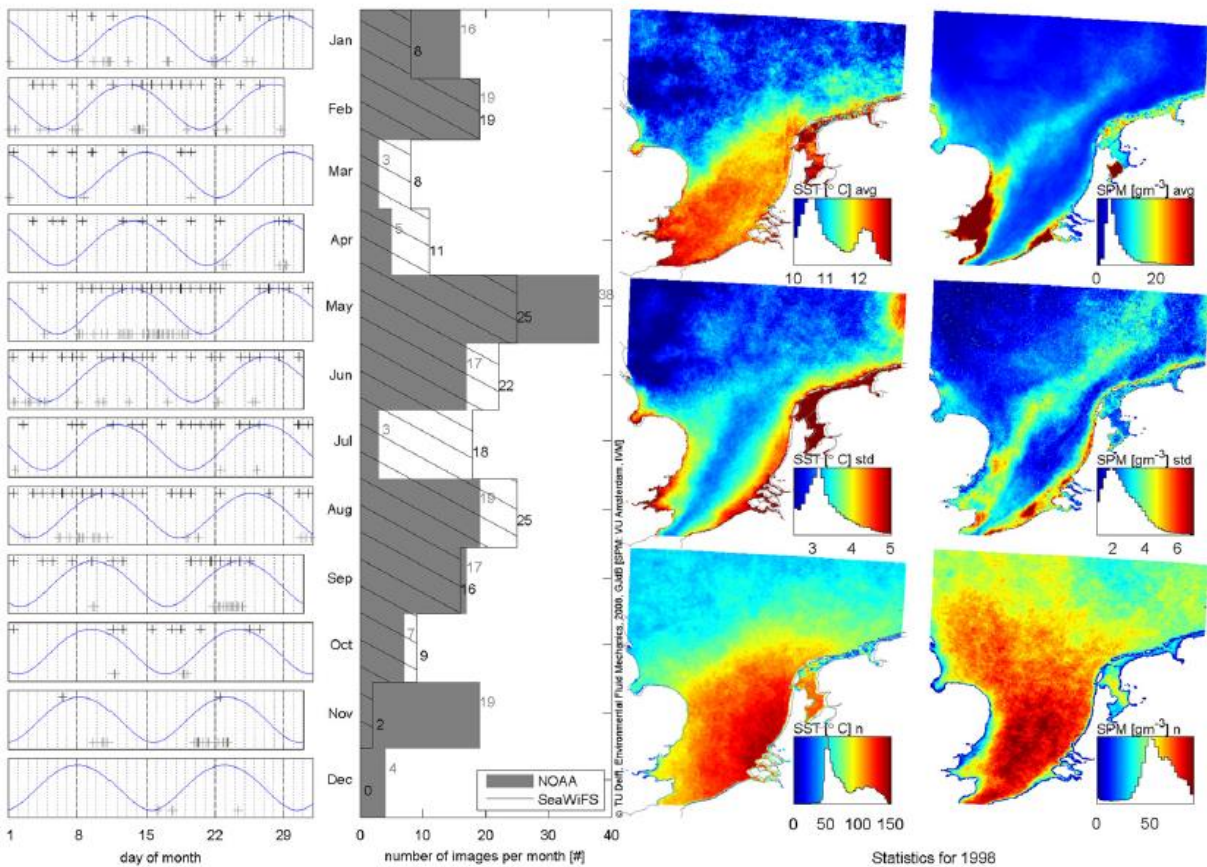 Jan
16
8
Feb
19
19
Mar
3
8
Apr
5
11
May
38
25
Jun
17
22
Jul
3
18
Aug
19
25
Sep
17
16
Oct
7
9
Nov
19
2
Dec
4
0
NOAA
SeaWiFS
1 8 15 22 29
day of month
0 10 20 30 40
number of images per month [#]
© TU Delft, Environmental Fluid Mechanics, 2008, GJdB [SPM: VU Amsterdam, IVM]
SST [° C] avg
10 11 12
SPM [gm⁻³] avg
0 20
SST [° C] std
3 4 5
SPM [gm⁻³] std
2 4 6
SST [° C] n
0 50 100 150
SPM [gm⁻³] n
0 50
Statistics for 1998